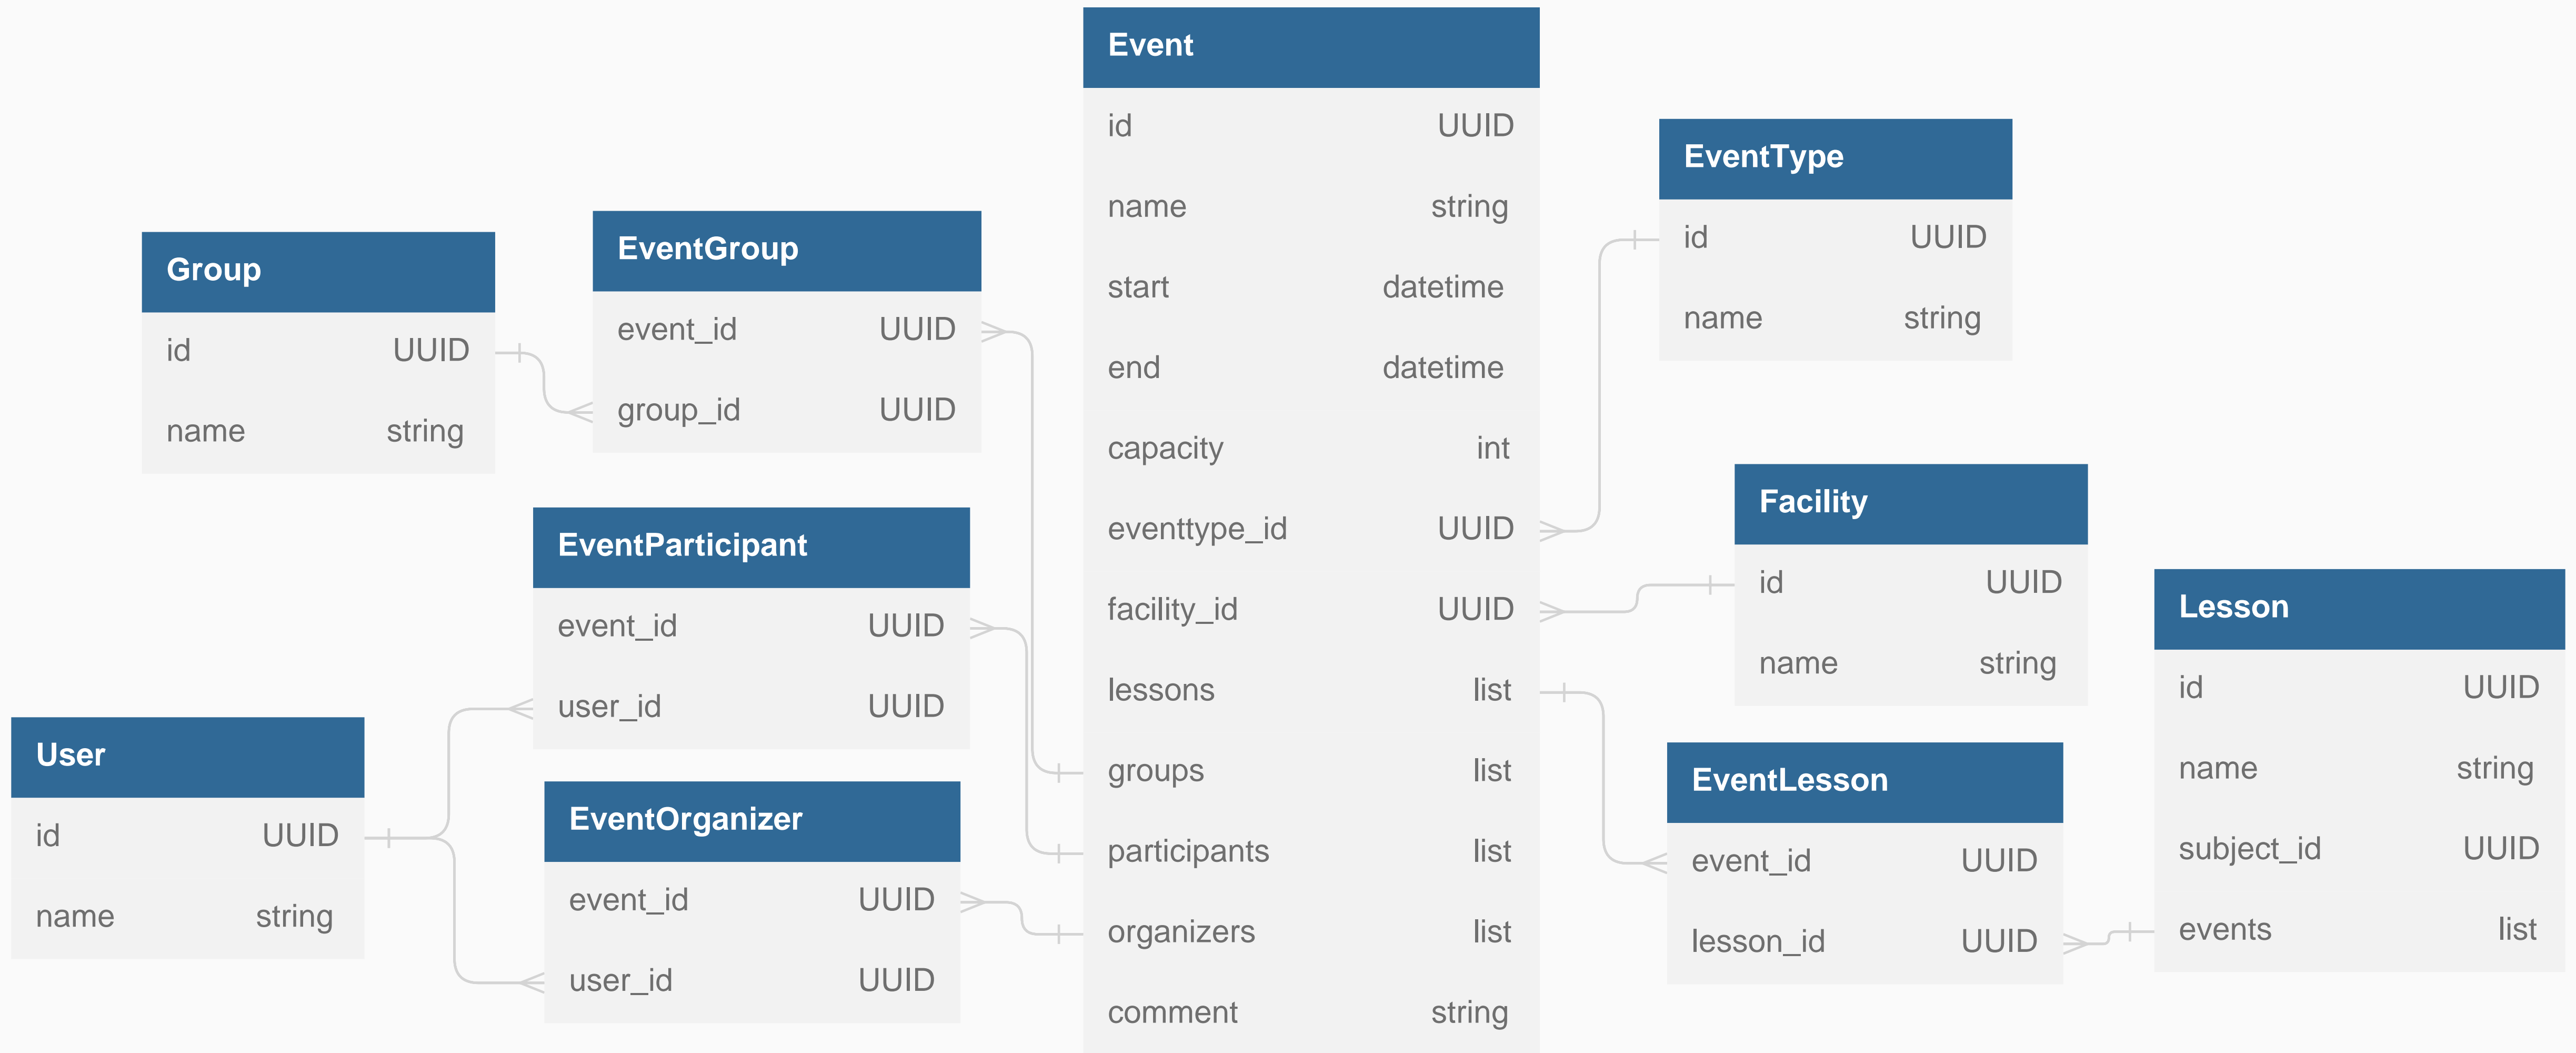 Event
id UUID
name string
start datetime
end datetime
capacity int
eventtype_id UUID
facility_id UUID
lessons list
groups list
participants list
organizers list
comment string
EventType
id UUID
name string
Group
id UUID
name string
EventGroup
event_id UUID
group_id UUID
Facility
id UUID
name string
EventParticipant
event_id UUID
user_id UUID
Lesson
id UUID
name string
subject_id UUID
events list
User
id UUID
name string
EventOrganizer
event_id UUID
user_id UUID
EventLesson
event_id UUID
lesson_id UUID